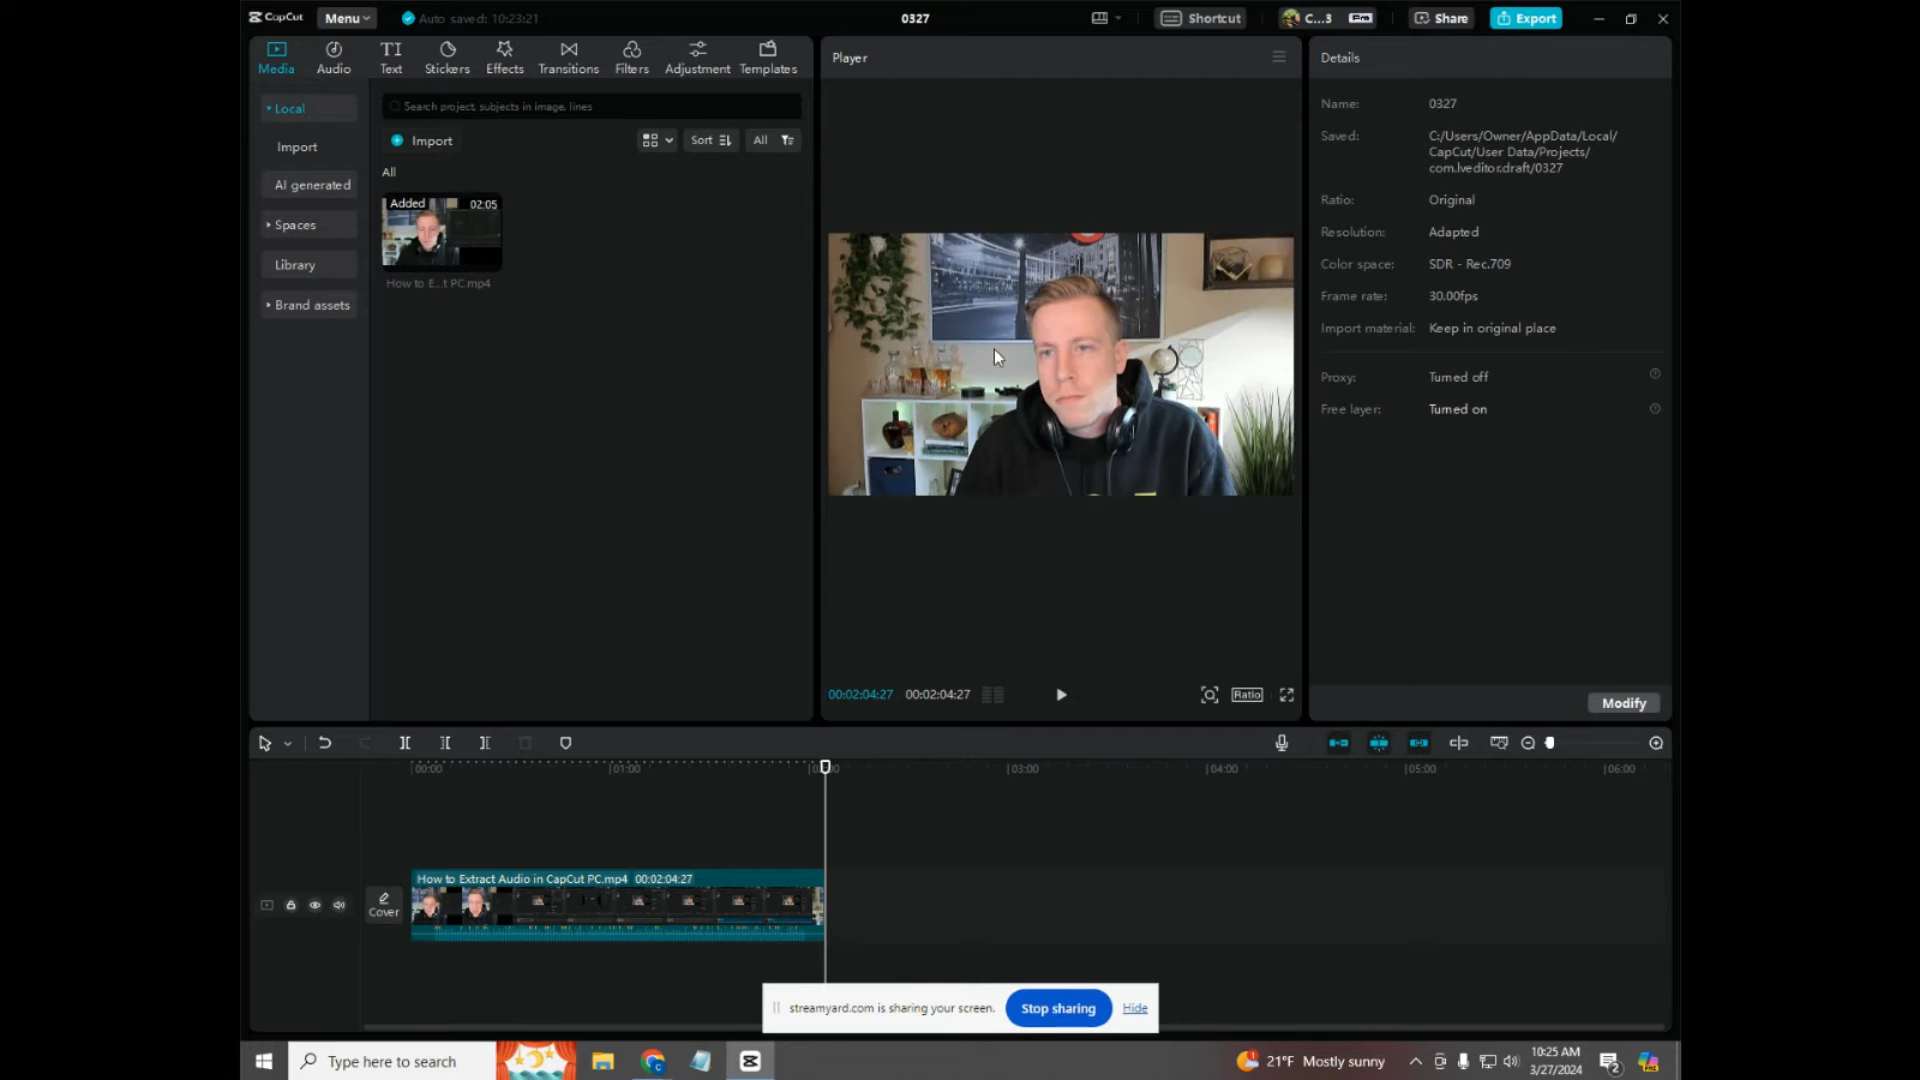 CapCut
Menu
Auto saved: 10:23:21
0327
Shortcut
C...3
Pro
Share
Export
Media
Audio
TI
Text
Stickers
Effects
Transitions
Filters
Adjustment
Templates
Player
Details
Local
Import
AI generated
Spaces
Library
Brand assets
Search project, subjects in image, lines
Import
Sort
All
All
Added
02:05
How to E...t PC.mp4
Name:
0327
Saved:
C:/Users/Owner/AppData/Local/
CapCut/User Data/Projects/
com.lveditor.draft/0327
Ratio:
Original
Resolution:
Adapted
Color space:
SDR - Rec.709
Frame rate:
30.00fps
Import material:
Keep in original place
Proxy:
Turned off
Free layer:
Turned on
00:02:04:27
00:02:04:27
Ratio
Modify
00:00
01:00
03:00
04:00
05:00
06:00
Cover
How to Extract Audio in CapCut PC.mp4 00:02:04:27
streamyard.com is sharing your screen.
Stop sharing
Hide
Type here to search
21°F Mostly sunny
10:25 AM
3/27/2024
2